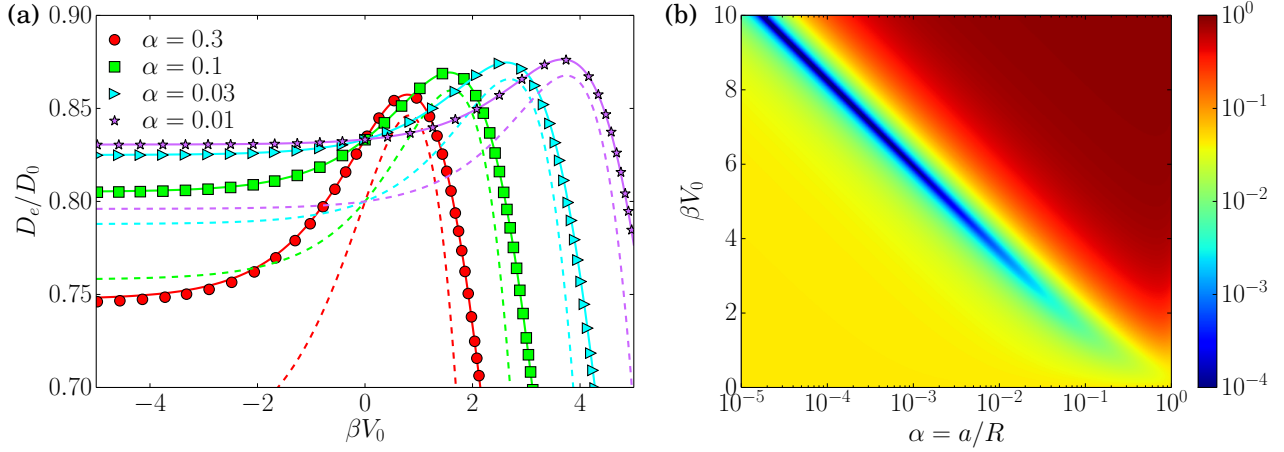 (a)
0.90
0.85
0.80
0.75
0.70
D_e/D_0
α = 0.3
α = 0.1
α = 0.03
α = 0.01
−4 −2 0 2 4
βV_0
(b)
10
8
6
4
2
0
βV_0
10^{-5} 10^{-4} 10^{-3} 10^{-2} 10^{-1} 10^0
α = a/R
10^0
10^{-1}
10^{-2}
10^{-3}
10^{-4}